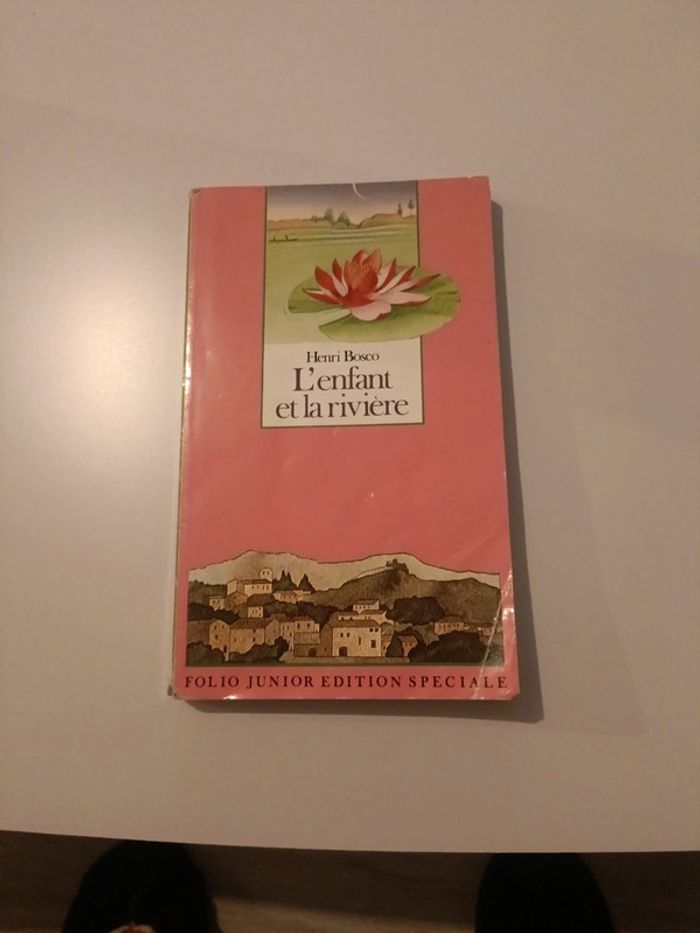 Henri Bosco
L'enfant
et la rivière
FOLIO JUNIOR EDITION SPECIALE